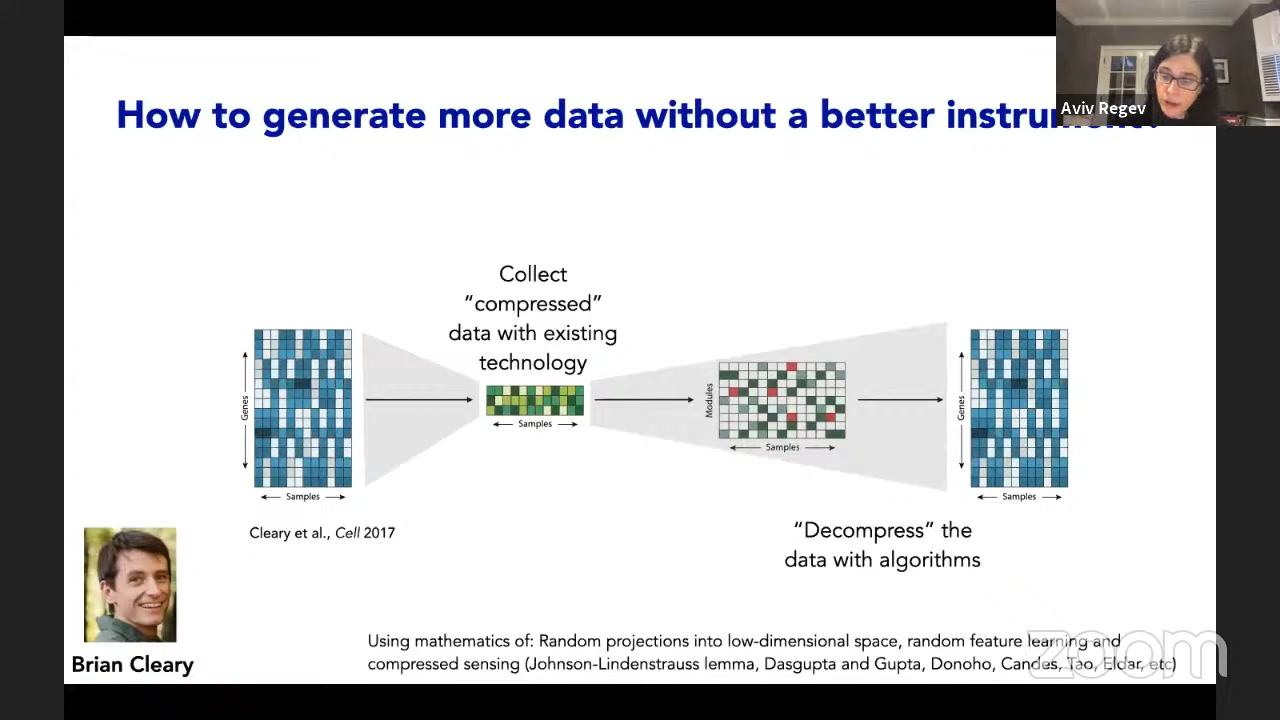 Aviv Regev
How to generate more data without a better instrument?
Collect
“compressed”
data with existing
technology
Genes
Samples
Samples
Modules
Samples
Genes
Samples
Cleary et al., Cell 2017
“Decompress” the
data with algorithms
Brian Cleary
Using mathematics of: Random projections into low-dimensional space, random feature learning and
compressed sensing (Johnson-Lindenstrauss lemma, Dasgupta and Gupta, Donoho, Candes, Tao, Eldar, etc)
zoom